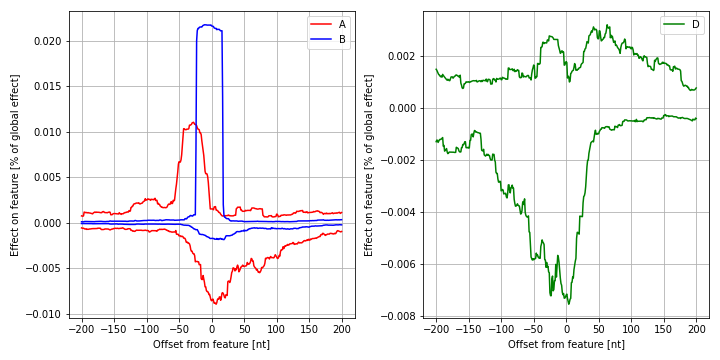 0.020
0.015
0.010
0.005
0.000
−0.005
−0.010
−200 −150 −100 −50 0 50 100 150 200
Offset from feature [nt]
Effect on feature [% of global effect]
A
B
0.002
0.000
−0.002
−0.004
−0.006
−0.008
−200 −150 −100 −50 0 50 100 150 200
Offset from feature [nt]
Effect on feature [% of global effect]
D